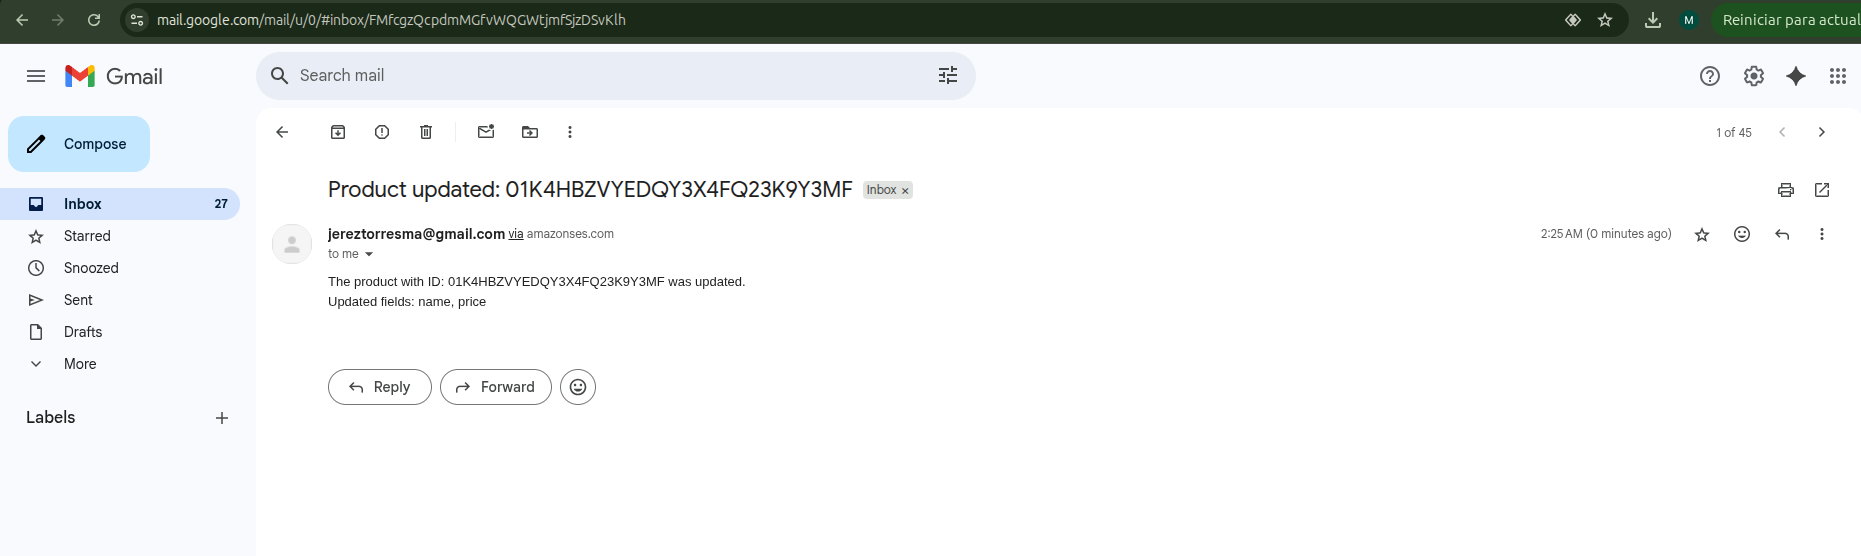 mail.google.com/mail/u/0/#inbox/FMfcgzQcpdmMGfvWQGWtjmfSjzDSvKlh
M
Reiniciar para actual
Gmail
Search mail
Compose
1 of 45
Product updated: 01K4HBZVYEDQY3X4FQ23K9Y3MF Inbox ×
Inbox 27
jereztorresma@gmail.com via amazonses.com
2:25 AM (0 minutes ago)
to me
Starred
Snoozed
The product with ID: 01K4HBZVYEDQY3X4FQ23K9Y3MF was updated.
Updated fields: name, price
Sent
Drafts
More
Reply
Forward
Labels